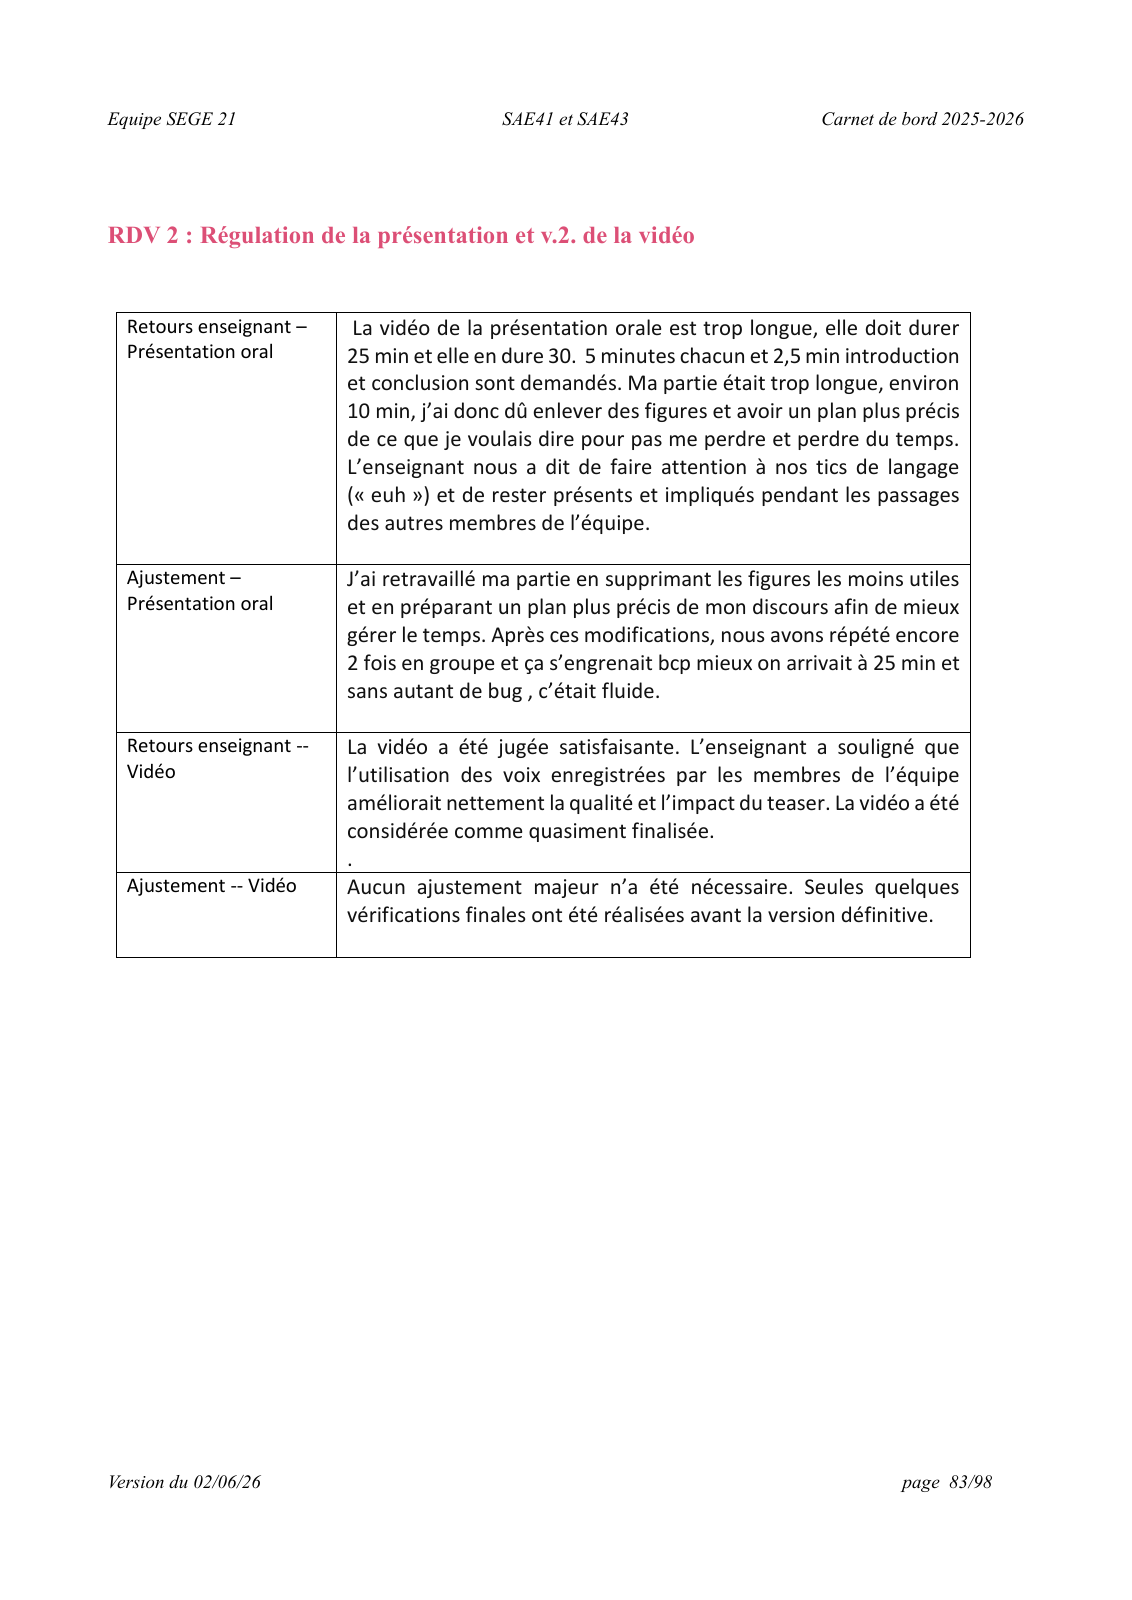 Equipe SEGE 21 SAE41 et SAE43 Carnet de bord 2025-2026
RDV 2 : Régulation de la présentation et v.2. de la vidéo
Retours enseignant –
Présentation oral
La vidéo de la présentation orale est trop longue, elle doit durer
25 min et elle en dure 30. 5 minutes chacun et 2,5 min introduction
et conclusion sont demandés. Ma partie était trop longue, environ
10 min, j’ai donc dû enlever des figures et avoir un plan plus précis
de ce que je voulais dire pour pas me perdre et perdre du temps.
L’enseignant nous a dit de faire attention à nos tics de langage
(« euh ») et de rester présents et impliqués pendant les passages
des autres membres de l’équipe.
Ajustement –
Présentation oral
J’ai retravaillé ma partie en supprimant les figures les moins utiles
et en préparant un plan plus précis de mon discours afin de mieux
gérer le temps. Après ces modifications, nous avons répété encore
2 fois en groupe et ça s’engrenait bcp mieux on arrivait à 25 min et
sans autant de bug , c’était fluide.
Retours enseignant --
Vidéo
La vidéo a été jugée satisfaisante. L’enseignant a souligné que
l’utilisation des voix enregistrées par les membres de l’équipe
améliorait nettement la qualité et l’impact du teaser. La vidéo a été
considérée comme quasiment finalisée.
.
Ajustement -- Vidéo
Aucun ajustement majeur n’a été nécessaire. Seules quelques
vérifications finales ont été réalisées avant la version définitive.
Version du 02/06/26 page 83/98